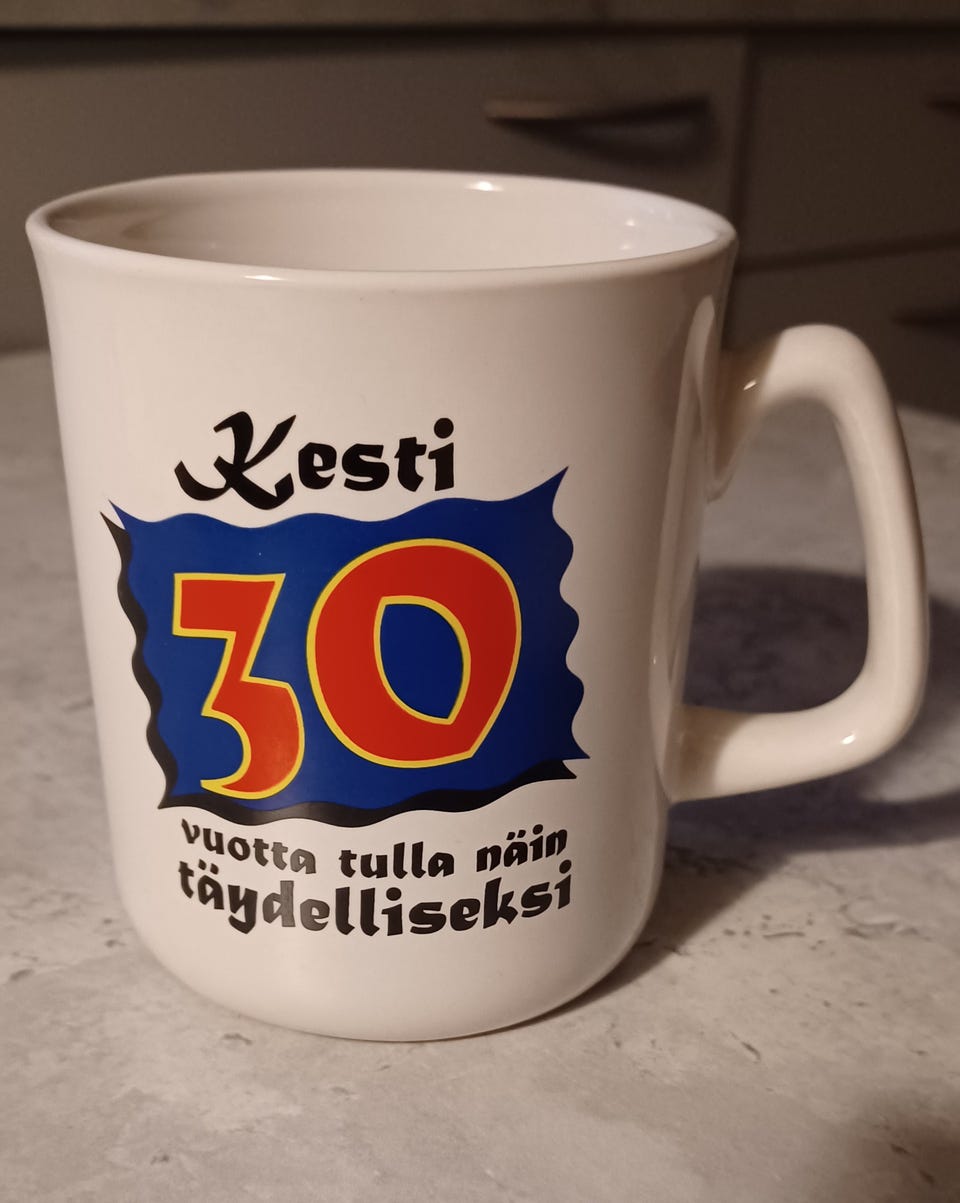 Kesti
30
vuotta tulla näin
täydelliseksi